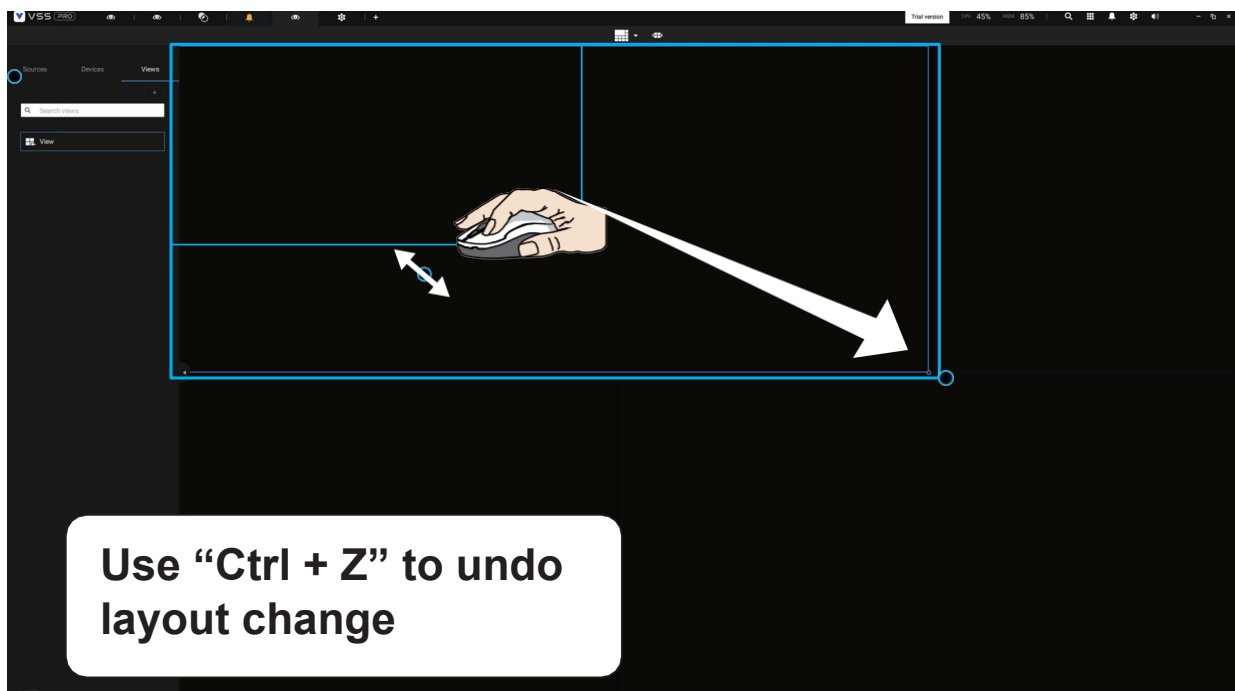 VSS PRO
Trial version CPU 45% MEM 85%
Sources Devices Views
+
Search views
View
Use “Ctrl + Z” to undo
layout change